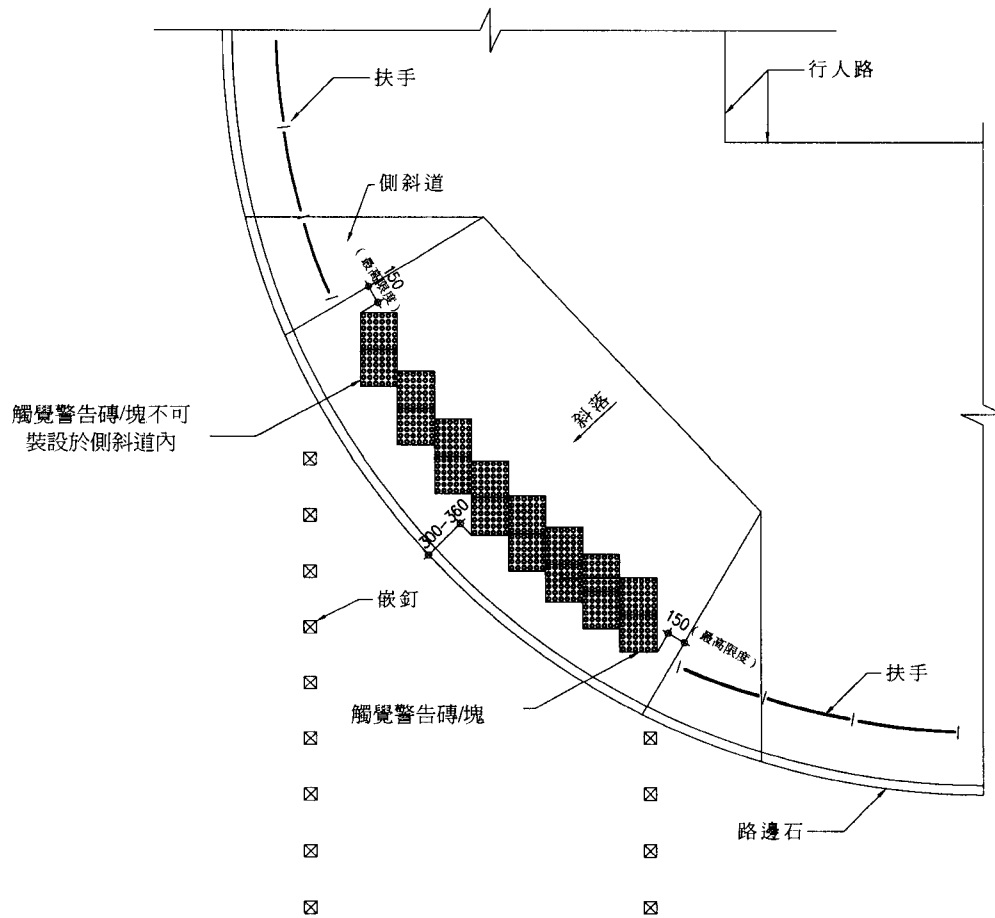 扶手
行人路
側斜道
150
(最高限度)
觸覺警告磚/塊不可
裝設於側斜道內
斜落
300-360
嵌釘
150(最高限度)
扶手
觸覺警告磚/塊
路邊石